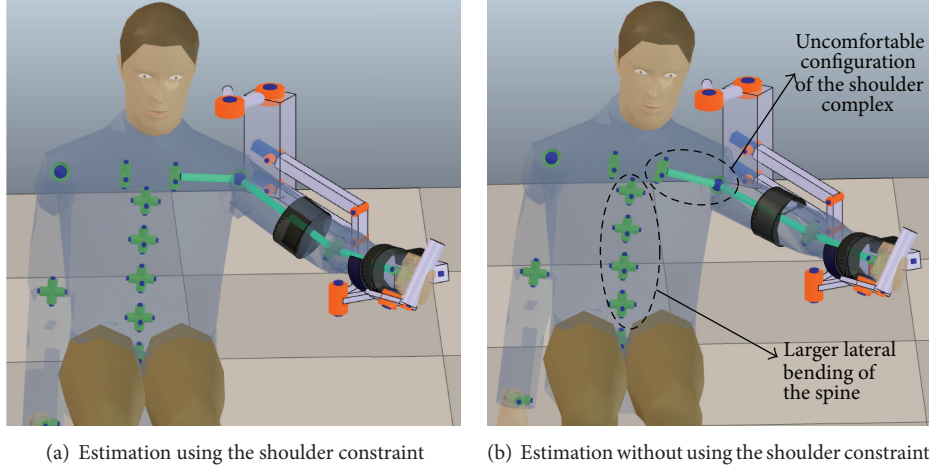 Uncomfortable
configuration
of the shoulder
complex
Larger lateral
bending of
the spine
(a) Estimation using the shoulder constraint
(b) Estimation without using the shoulder constraint